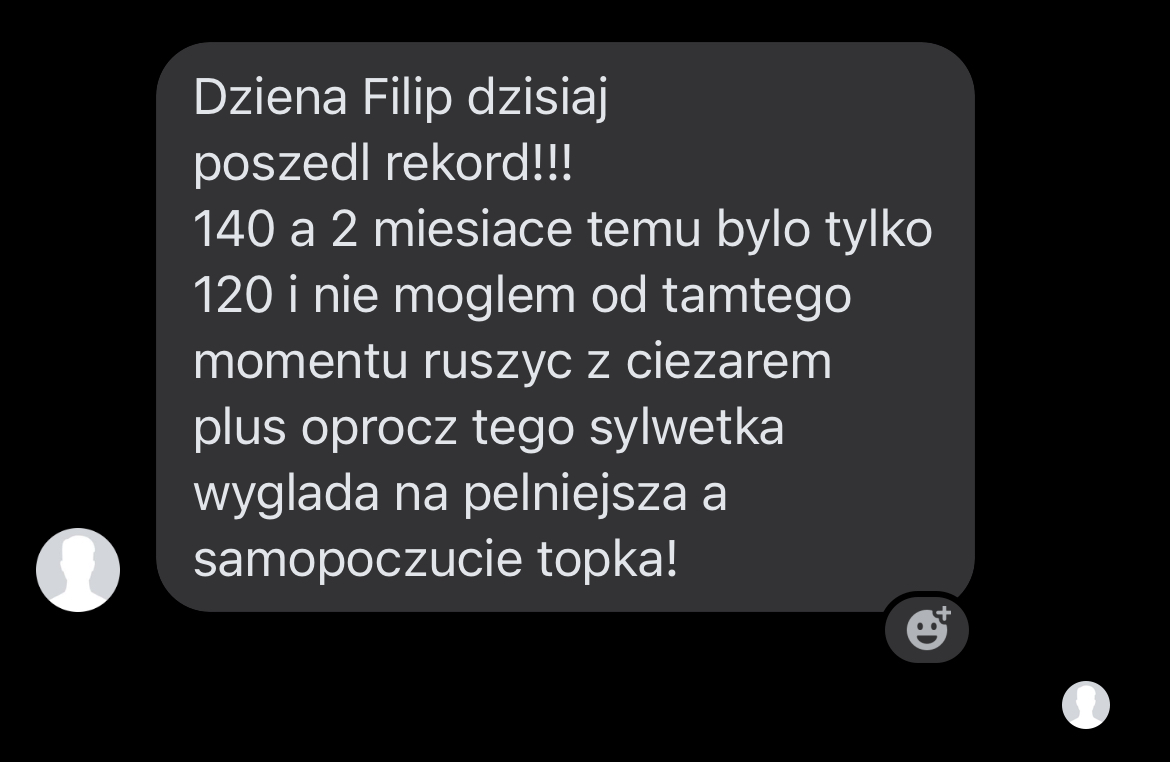 Dziena Filip dzisiaj
poszedl rekord!!!
140 a 2 miesiace temu bylo tylko
120 i nie moglem od tamtego
momentu ruszyc z ciezarem
plus oprocz tego sylwetka
wyglada na pelniejsza a
samopoczucie topka!